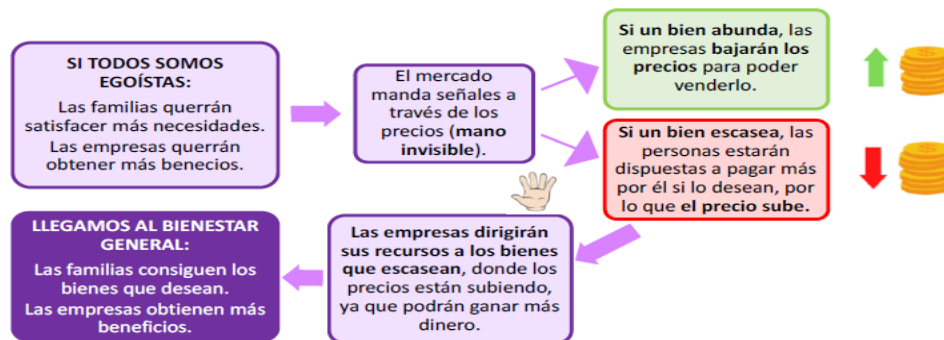 SI TODOS SOMOS
EGOÍSTAS:
Las familias querrán
satisfacer más necesidades.
Las empresas querrán
obtener más benecios.
El mercado
manda señales a
través de los
precios (mano
invisible).
Si un bien abunda, las
empresas bajarán los
precios para poder
venderlo.
Si un bien escasea, las
personas estarán
dispuestas a pagar más
por él si lo desean, por
lo que el precio sube.
Las empresas dirigirán
sus recursos a los bienes
que escasean, donde los
precios están subiendo,
ya que podrán ganar más
dinero.
LLEGAMOS AL BIENESTAR
GENERAL:
Las familias consiguen los
bienes que desean.
Las empresas obtienen más
beneficios.